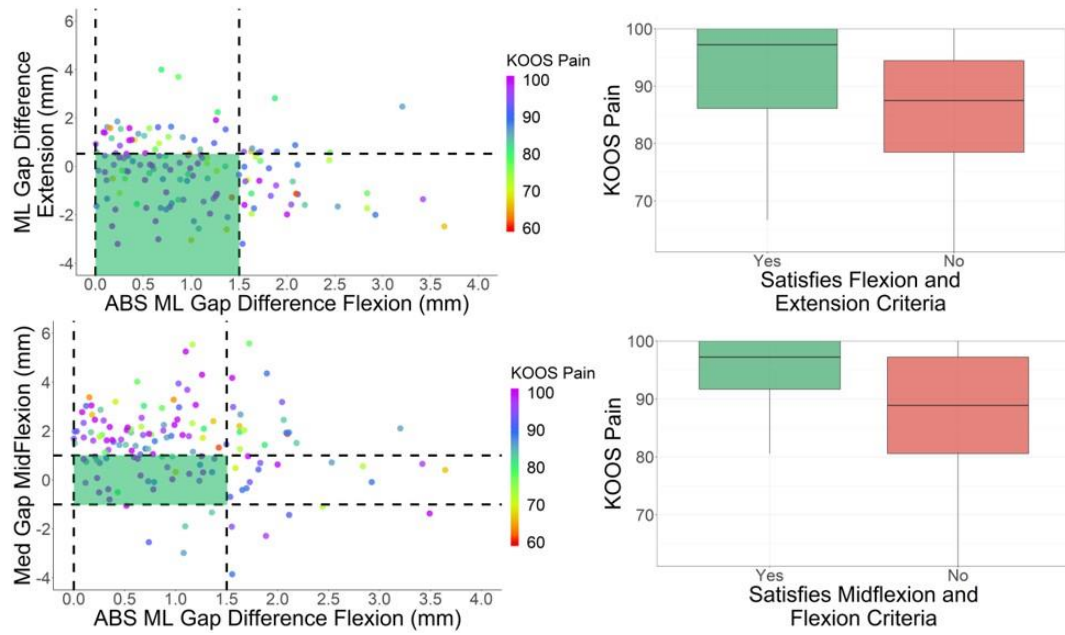 ML Gap Difference
Extension (mm)
6
4
2
0
-2
-4
0.0 0.5 1.0 1.5 2.0 2.5 3.0 3.5 4.0
ABS ML Gap Difference Flexion (mm)
KOOS Pain
100
90
80
70
60
KOOS Pain
100
90
80
70
Yes No
Satisfies Flexion and
Extension Criteria
Med Gap MidFlexion (mm)
6
4
2
0
-2
-4
0.0 0.5 1.0 1.5 2.0 2.5 3.0 3.5 4.0
ABS ML Gap Difference Flexion (mm)
KOOS Pain
100
90
80
70
60
KOOS Pain
100
90
80
70
Yes No
Satisfies Midflexion and
Flexion Criteria